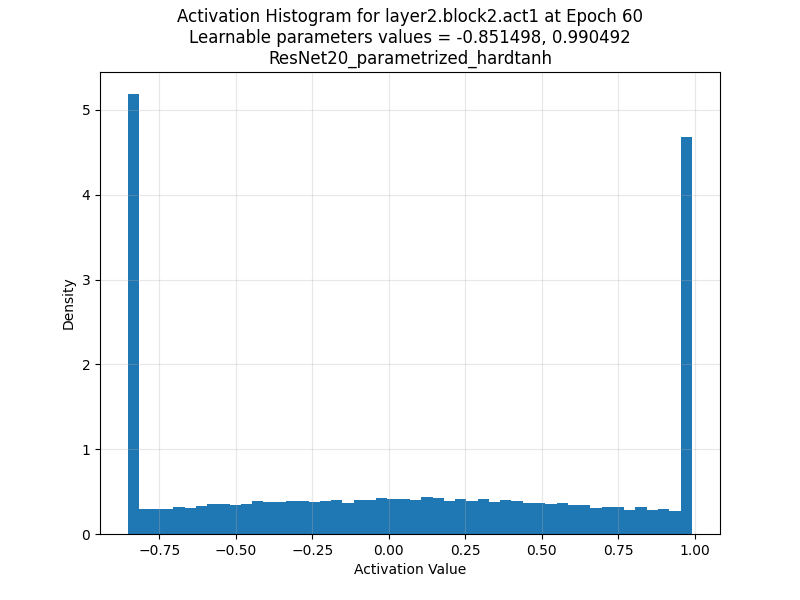 Activation Histogram for layer2.block2.act1 at Epoch 60
Learnable parameters values = -0.851498, 0.990492
ResNet20_parametrized_hardtanh
5
4
3
2
1
0
Density
−0.75 −0.50 −0.25 0.00 0.25 0.50 0.75 1.00
Activation Value